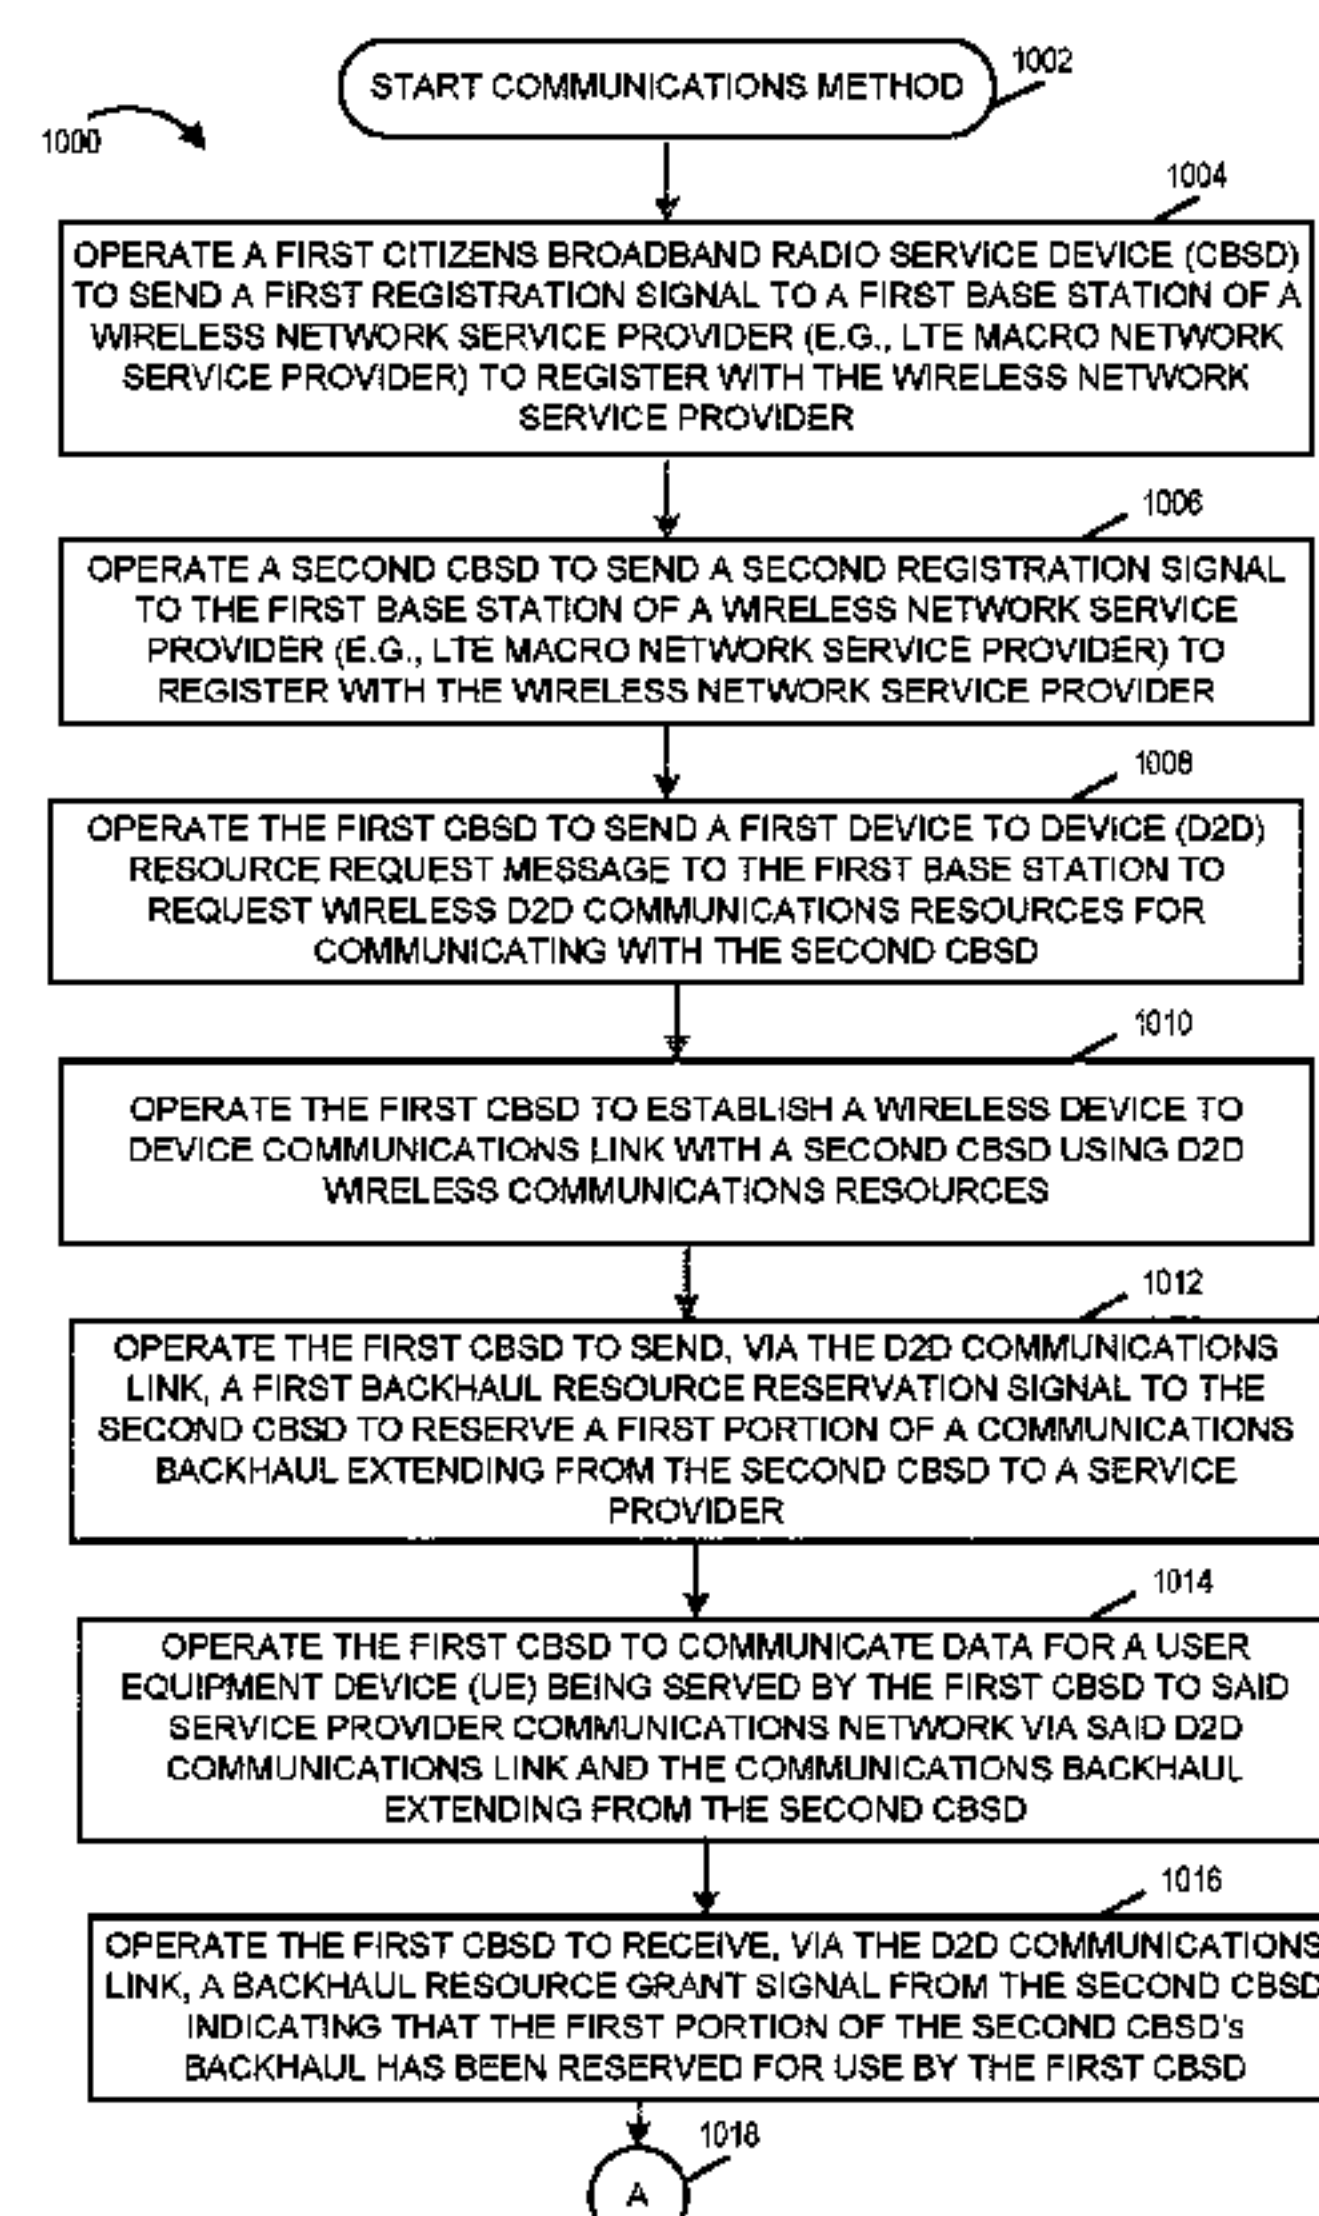 START COMMUNICATIONS METHOD
1002
1000
1004
OPERATE A FIRST CITIZENS BROADBAND RADIO SERVICE DEVICE (CBSD)
TO SEND A FIRST REGISTRATION SIGNAL TO A FIRST BASE STATION OF A
WIRELESS NETWORK SERVICE PROVIDER (E.G., LTE MACRO NETWORK
SERVICE PROVIDER) TO REGISTER WITH THE WIRELESS NETWORK
SERVICE PROVIDER
1006
OPERATE A SECOND CBSD TO SEND A SECOND REGISTRATION SIGNAL
TO THE FIRST BASE STATION OF A WIRELESS NETWORK SERVICE
PROVIDER (E.G., LTE MACRO NETWORK SERVICE PROVIDER) TO
REGISTER WITH THE WIRELESS NETWORK SERVICE PROVIDER
1008
OPERATE THE FIRST CBSD TO SEND A FIRST DEVICE TO DEVICE (D2D)
RESOURCE REQUEST MESSAGE TO THE FIRST BASE STATION TO
REQUEST WIRELESS D2D COMMUNICATIONS RESOURCES FOR
COMMUNICATING WITH THE SECOND CBSD
1010
OPERATE THE FIRST CBSD TO ESTABLISH A WIRELESS DEVICE TO
DEVICE COMMUNICATIONS LINK WITH A SECOND CBSD USING D2D
WIRELESS COMMUNICATIONS RESOURCES
1012
OPERATE THE FIRST CBSD TO SEND, VIA THE D2D COMMUNICATIONS
LINK, A FIRST BACKHAUL RESOURCE RESERVATION SIGNAL TO THE
SECOND CBSD TO RESERVE A FIRST PORTION OF A COMMUNICATIONS
BACKHAUL EXTENDING FROM THE SECOND CBSD TO A SERVICE
PROVIDER
1014
OPERATE THE FIRST CBSD TO COMMUNICATE DATA FOR A USER
EQUIPMENT DEVICE (UE) BEING SERVED BY THE FIRST CBSD TO SAID
SERVICE PROVIDER COMMUNICATIONS NETWORK VIA SAID D2D
COMMUNICATIONS LINK AND THE COMMUNICATIONS BACKHAUL
EXTENDING FROM THE SECOND CBSD
1016
OPERATE THE FIRST CBSD TO RECEIVE, VIA THE D2D COMMUNICATIONS
LINK, A BACKHAUL RESOURCE GRANT SIGNAL FROM THE SECOND CBSD
INDICATING THAT THE FIRST PORTION OF THE SECOND CBSD's
BACKHAUL HAS BEEN RESERVED FOR USE BY THE FIRST CBSD
1018
A